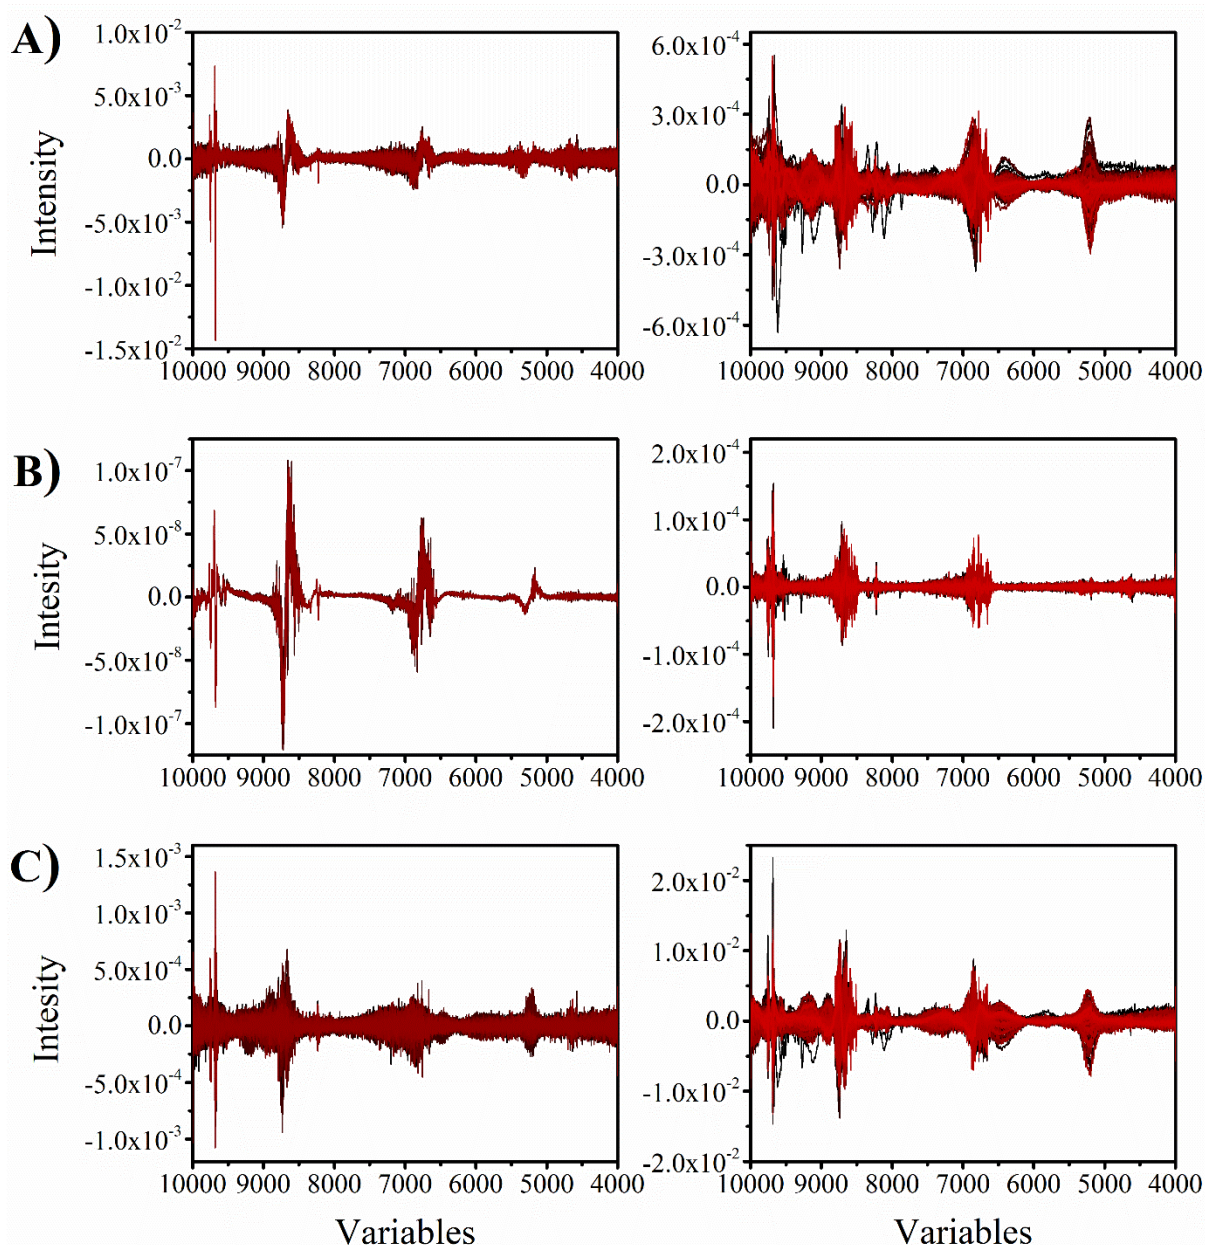 A)
Intensity
1.0x10⁻²
5.0x10⁻³
0.0
-5.0x10⁻³
-1.0x10⁻²
-1.5x10⁻²
10000 9000 8000 7000 6000 5000 4000
6.0x10⁻⁴
3.0x10⁻⁴
0.0
-3.0x10⁻⁴
-6.0x10⁻⁴
10000 9000 8000 7000 6000 5000 4000
B)
Intesity
1.0x10⁻⁷
5.0x10⁻⁸
0.0
-5.0x10⁻⁸
-1.0x10⁻⁷
10000 9000 8000 7000 6000 5000 4000
2.0x10⁻⁴
1.0x10⁻⁴
0.0
-1.0x10⁻⁴
-2.0x10⁻⁴
10000 9000 8000 7000 6000 5000 4000
C)
Intesity
1.5x10⁻³
1.0x10⁻³
5.0x10⁻⁴
0.0
-5.0x10⁻⁴
-1.0x10⁻³
10000 9000 8000 7000 6000 5000 4000
Variables
2.0x10⁻²
1.0x10⁻²
0.0
-1.0x10⁻²
-2.0x10⁻²
10000 9000 8000 7000 6000 5000 4000
Variables